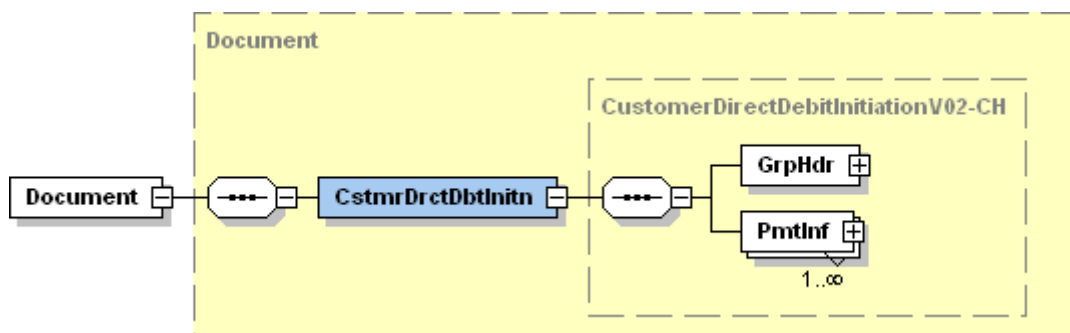 Document
CustomerDirectDebitInitiationV02-CH
GrpHdr
Document
CstmrDrctDbtInitn
PmtInf
1..∞